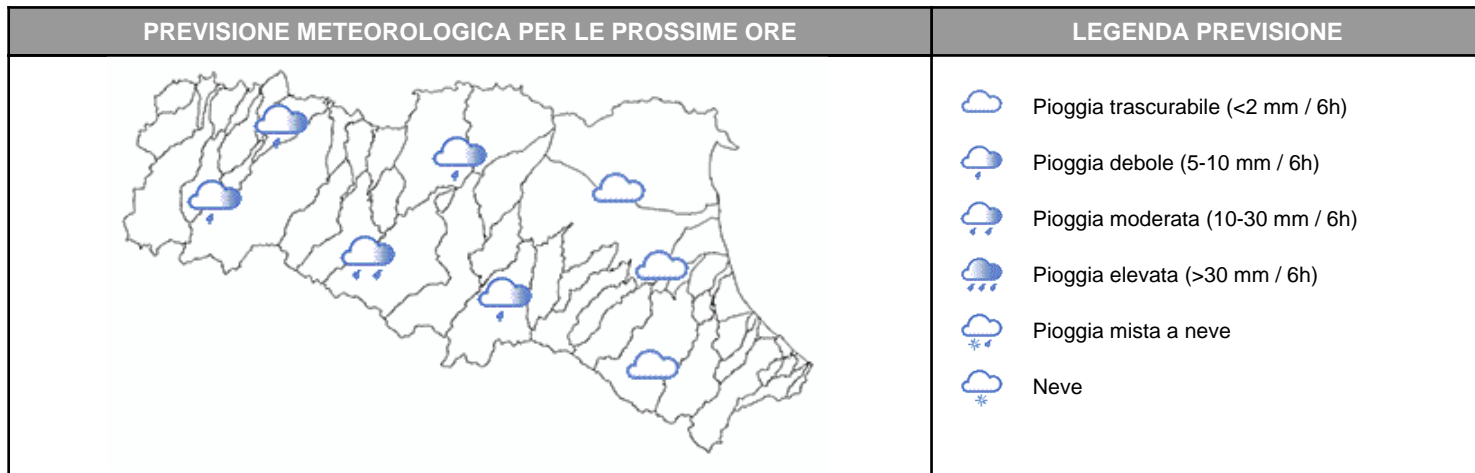 PREVISIONE METEOROLOGICA PER LE PROSSIME ORE
LEGENDA PREVISIONE
Pioggia trascurabile (<2 mm / 6h)
Pioggia debole (5-10 mm / 6h)
Pioggia moderata (10-30 mm / 6h)
Pioggia elevata (>30 mm / 6h)
Pioggia mista a neve
Neve